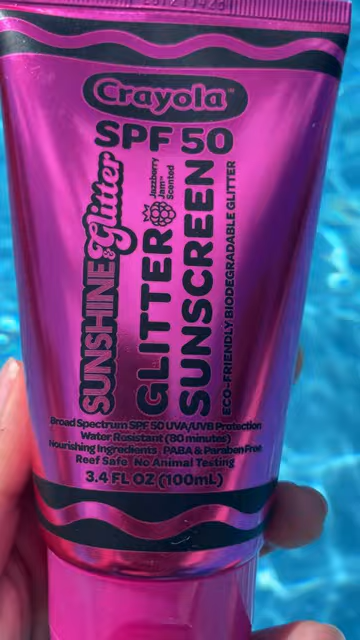 Crayola™
SPF 50
SUNSHINE & Glitter
Jazzberry
Jam™
Scented
GLITTER
SUNSCREEN
ECO-FRIENDLY BIODEGRADABLE GLITTER
Broad Spectrum SPF 50 UVA/UVB Protection
Water Resistant (80 minutes)
Nourishing Ingredients PABA & Paraben Free
Reef Safe No Animal Testing
3.4 FL OZ (100mL)